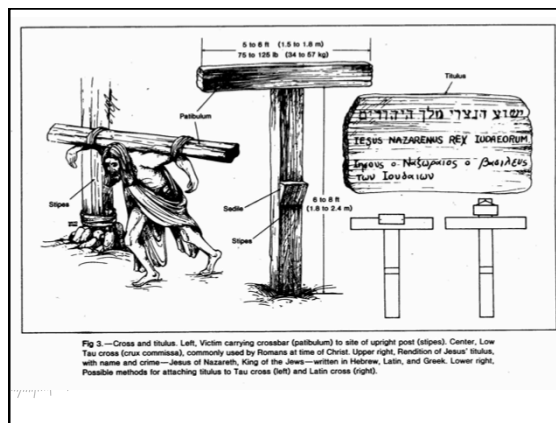 5 to 6 ft (1.5 to 1.8 m)
75 to 125 lb (34 to 57 kg)
Titulus
Patibulum
ישוע הנצרי מלך היהודים
IESUS NAZARENUS REX IUDAEORUM
Ιησους ο Ναζωραιος ο βασιλευς
των Ιουδαιων
Sedile
Stipes
6 to 8 ft
(1.8 to 2.4 m)
Stipes
Fig 3.—Cross and titulus. Left, Victim carrying crossbar (patibulum) to site of upright post (stipes). Center, Low
Tau cross (crux commissa), commonly used by Romans at time of Christ. Upper right, Rendition of Jesus' titulus,
with name and crime—Jesus of Nazareth, King of the Jews—written in Hebrew, Latin, and Greek. Lower right,
Possible methods for attaching titulus to Tau cross (left) and Latin cross (right).